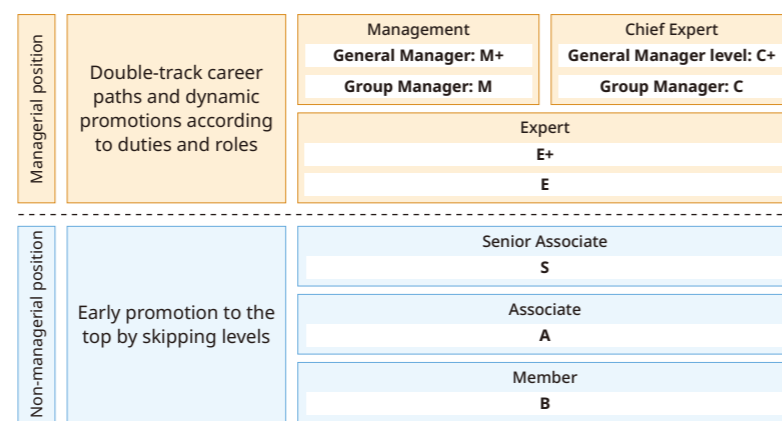 Managerial position
Double-track career
paths and dynamic
promotions according
to duties and roles
Management
General Manager: M+
Group Manager: M
Chief Expert
General Manager level: C+
Group Manager: C
Expert
E+
E
Non-managerial position
Early promotion to the
top by skipping levels
Senior Associate
S
Associate
A
Member
B